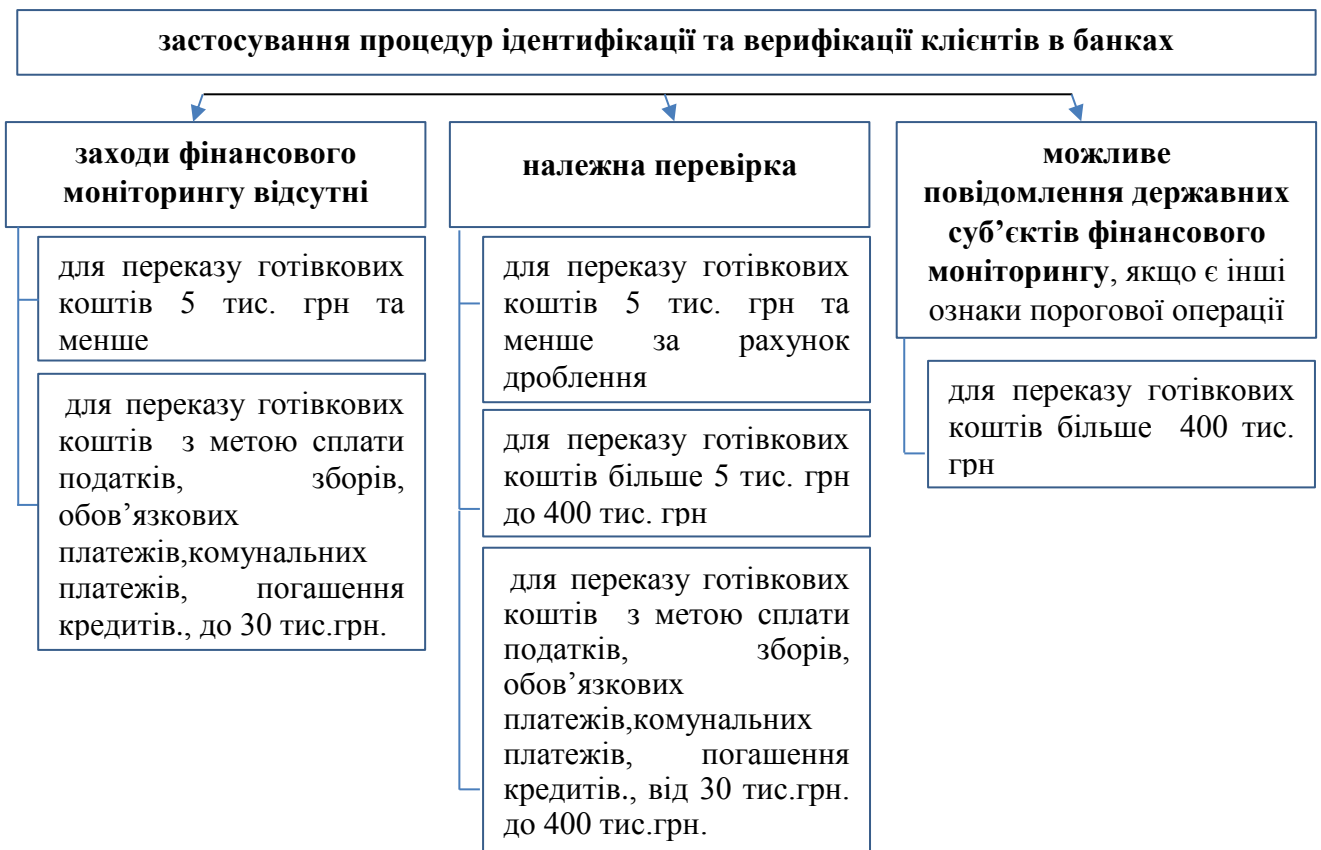 застосування процедур ідентифікації та верифікації клієнтів в банках
заходи фінансового
моніторингу відсутні
для переказу готівкових
коштів 5 тис. грн та
менше
для переказу готівкових
коштів з метою сплати
податків, зборів,
обов’язкових
платежів,комунальних
платежів, погашення
кредитів., до 30 тис.грн.
належна перевірка
для переказу готівкових
коштів 5 тис. грн та
менше за рахунок
дроблення
для переказу готівкових
коштів більше 5 тис. грн
до 400 тис. грн
для переказу готівкових
коштів з метою сплати
податків, зборів,
обов’язкових
платежів,комунальних
платежів, погашення
кредитів., від 30 тис.грн.
до 400 тис.грн.
можливе
повідомлення державних
суб’єктів фінансового
моніторингу, якщо є інші
ознаки порогової операції
для переказу готівкових
коштів більше 400 тис.
грн